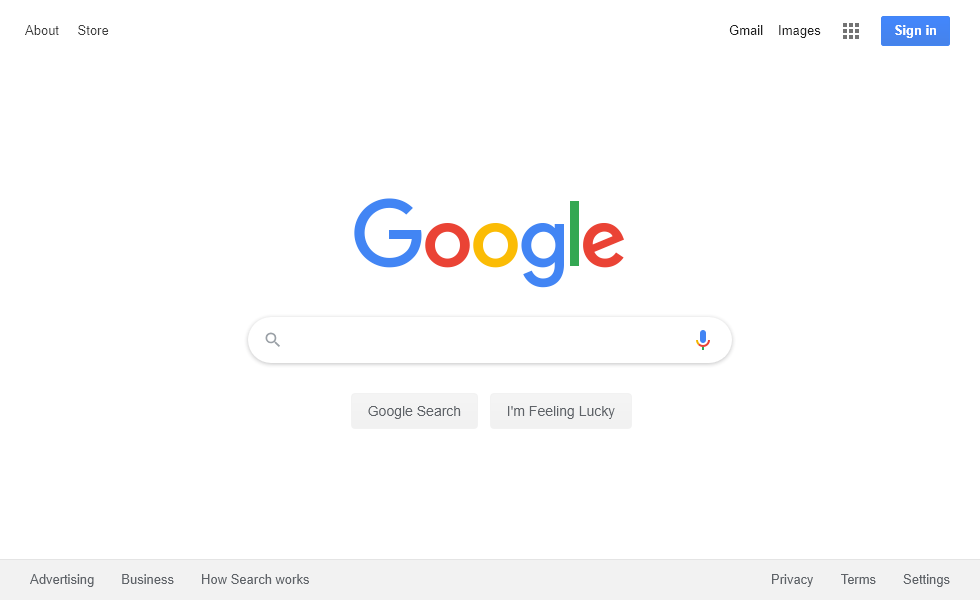 About Store Gmail Images Sign in
Google
Google Search I'm Feeling Lucky
Advertising Business How Search works Privacy Terms Settings